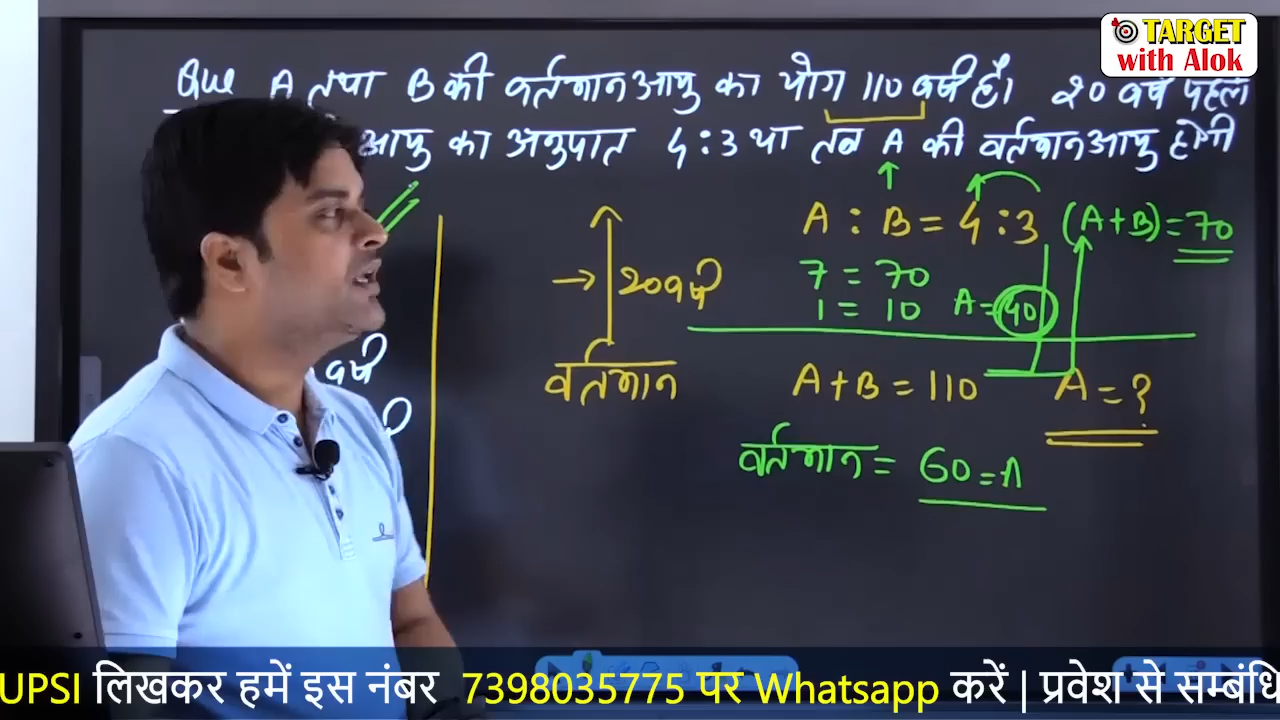 TARGET
with Alok
Que A तथा B की वर्तमान आयु का योग 110 वर्ष है। 20 वर्ष पहले
आयु का अनुपात 4:3 था तब A की वर्तमान आयु होगी
A : B = 4 : 3 (A+B) = 70
→ 20 वर्ष
7 = 70
1 = 10 A = 40
वर्तमान
A + B = 110 A = ?
वर्ष
वर्तमान = 60 = A
UPSI लिखकर हमें इस नंबर 7398035775 पर Whatsapp करें | प्रवेश से सम्बंधि